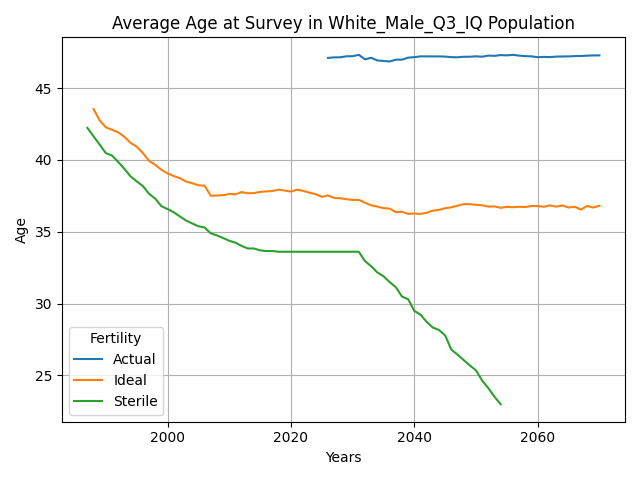 Average Age at Survey in White_Male_Q3_IQ Population
45
40
35
30
25
Age
Fertility
Actual
Ideal
Sterile
2000
2020
2040
2060
Years